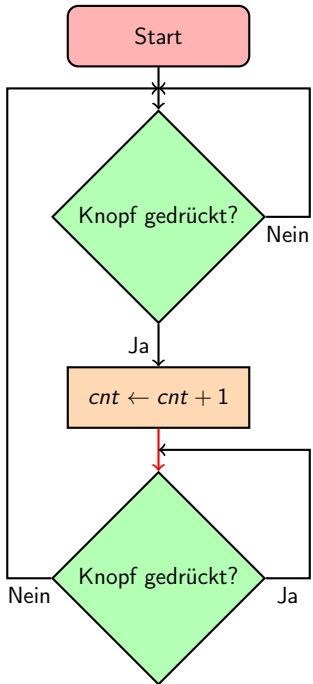 Start
Knopf gedrückt?
Nein
Ja
cnt ← cnt + 1
Knopf gedrückt?
Nein
Ja